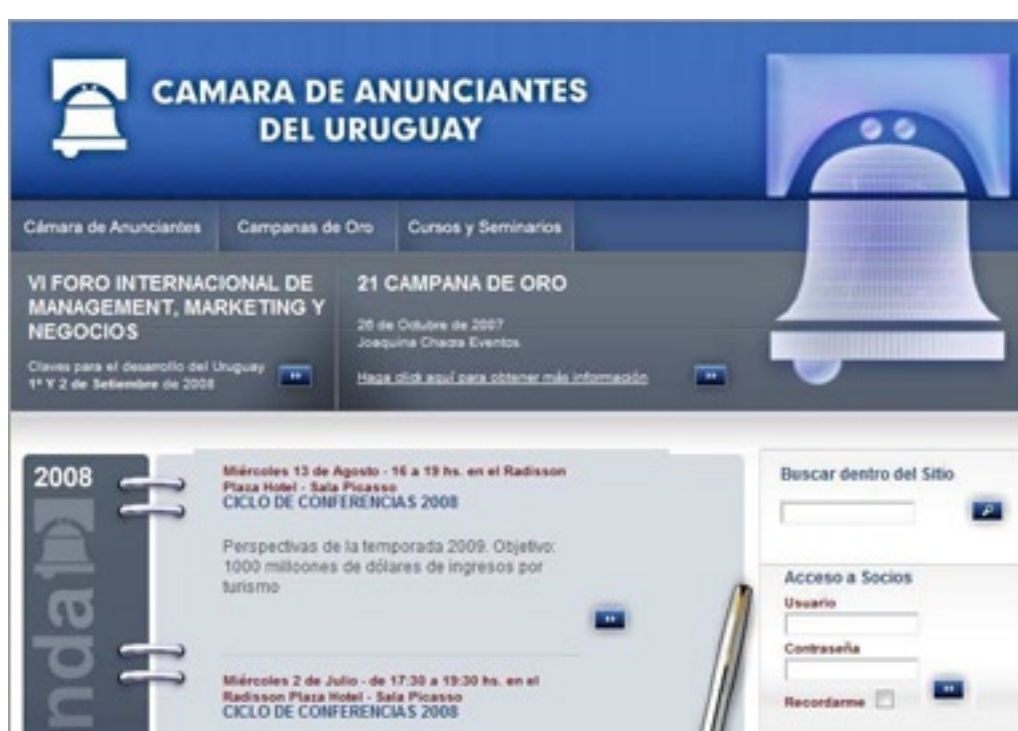 CAMARA DE ANUNCIANTES
DEL URUGUAY
Cámara de Anunciantes
Campanas de Oro
Cursos y Seminarios
VI FORO INTERNACIONAL DE
MANAGEMENT, MARKETING Y
NEGOCIOS
Claves para el desarrollo del Uruguay
1º Y 2 de Setiembre de 2008
21 CAMPANA DE ORO
26 de Octubre de 2007
Joaquina Chacra Eventos.
Haga click aquí para obtener más información
2008
nda
Miércoles 13 de Agosto - 16 a 19 hs. en el Radisson
Plaza Hotel - Sala Picasso
CICLO DE CONFERENCIAS 2008
Perspectivas de la temporada 2009. Objetivo:
1000 milloones de dólares de ingresos por
turismo
Miércoles 2 de Julio - de 17:30 a 19:30 hs. en el
Radisson Plaza Hotel - Sala Picasso
CICLO DE CONFERENCIAS 2008
Buscar dentro del Sitio
Acceso a Socios
Usuario
Contraseña
Recordarme